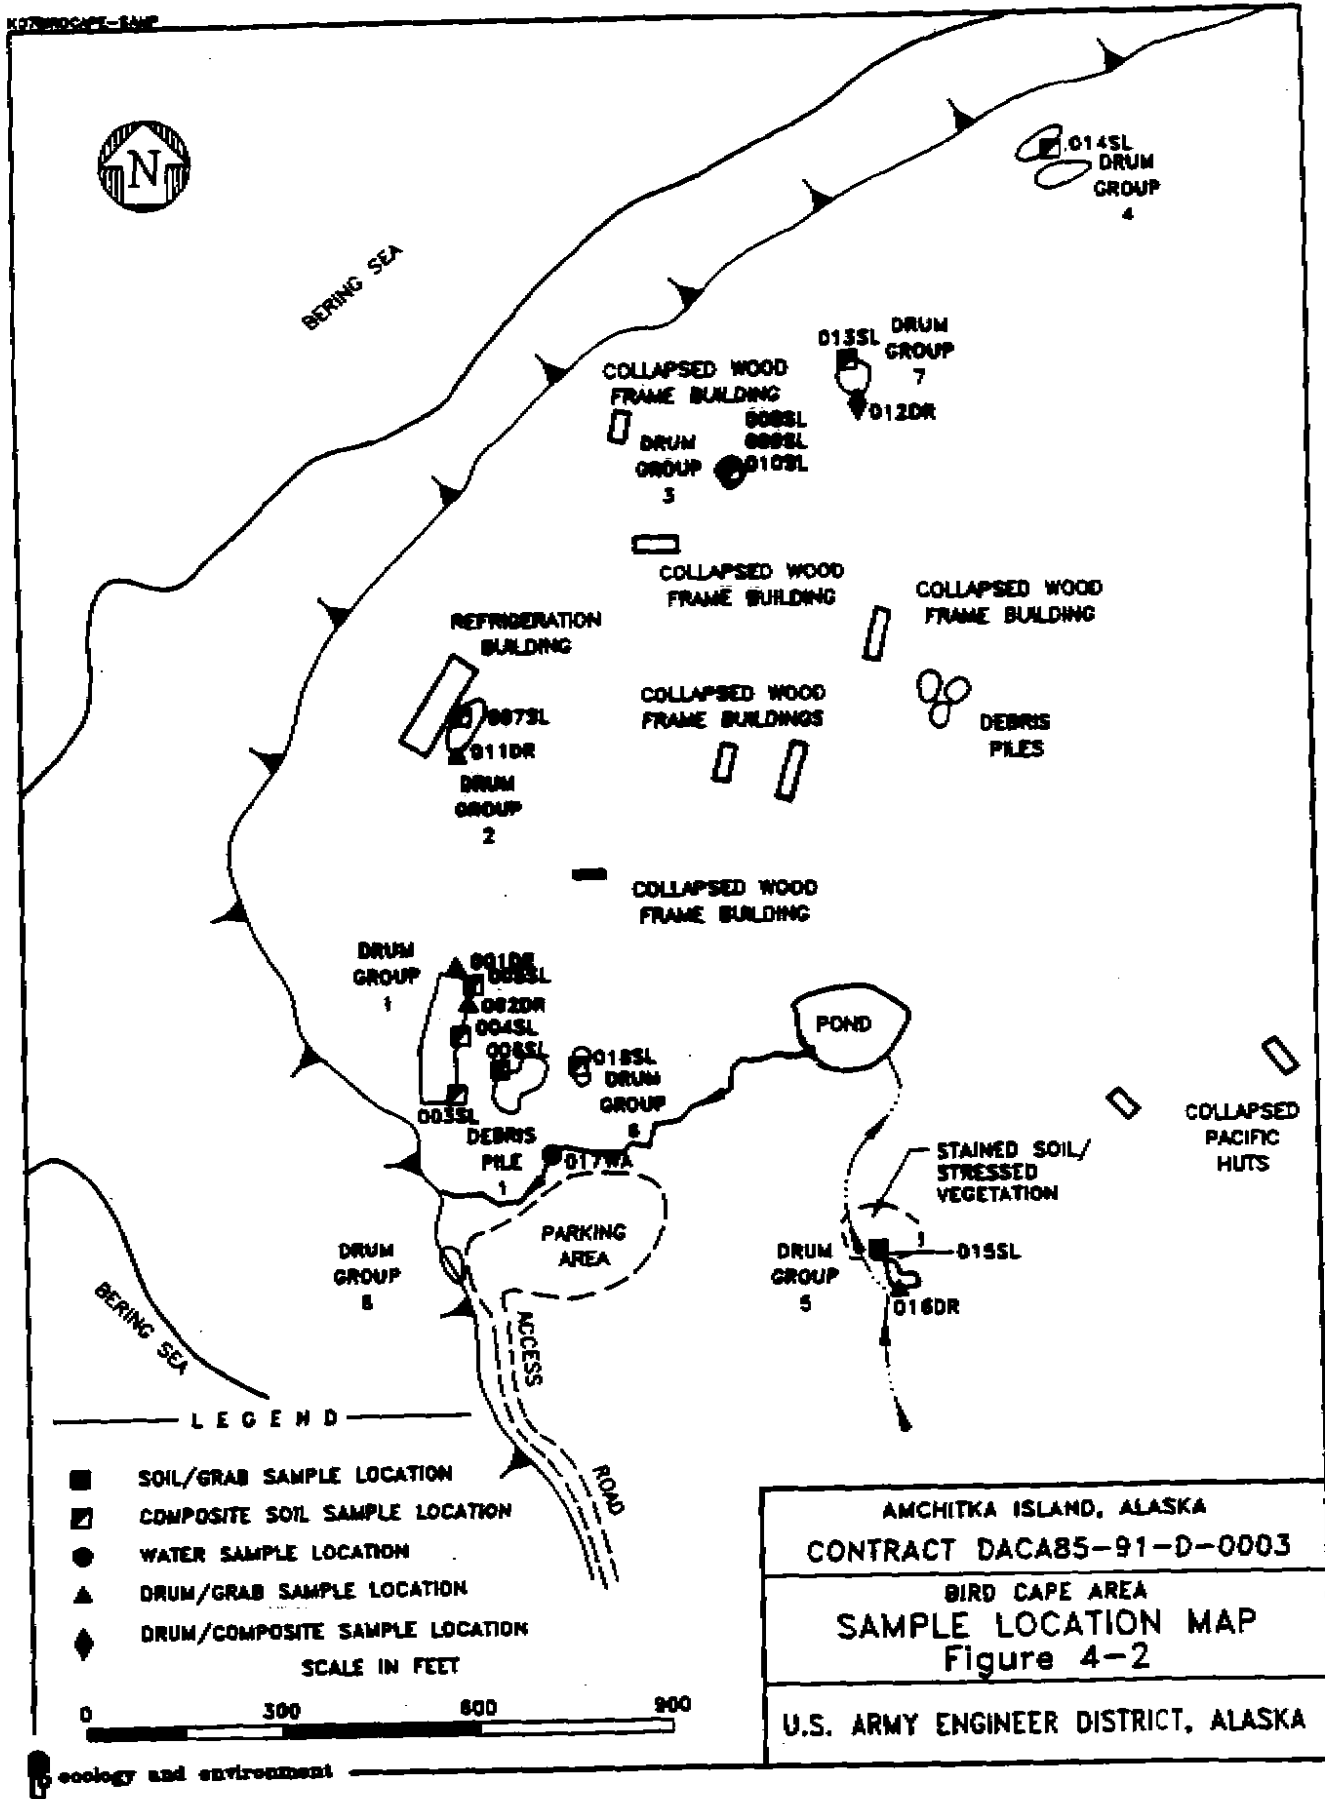 BERING SEA
014SL
DRUM
GROUP
4
013SL
DRUM
GROUP
7
012DR
COLLAPSED WOOD
FRAME BUILDING
DRUM
GROUP
3
010SL
COLLAPSED WOOD
FRAME BUILDING
COLLAPSED WOOD
FRAME BUILDING
REFRIGERATION
BUILDING
007SL
011DR
DRUM
GROUP
2
COLLAPSED WOOD
FRAME BUILDINGS
DEBRIS
PILES
COLLAPSED WOOD
FRAME BUILDING
DRUM
GROUP
1
001DR
002DR
004SL
003SL
DEBRIS
PILE
1
018SL
DRUM
GROUP
017WA
POND
COLLAPSED
PACIFIC
HUTS
STAINED SOIL/
STRESSED
VEGETATION
PARKING
AREA
DRUM
GROUP
DRUM
GROUP
5
015SL
016DR
BERING SEA
ACCESS
ROAD
LEGEND
SOIL/GRAB SAMPLE LOCATION
COMPOSITE SOIL SAMPLE LOCATION
WATER SAMPLE LOCATION
DRUM/GRAB SAMPLE LOCATION
DRUM/COMPOSITE SAMPLE LOCATION
SCALE IN FEET
0 300 600 900
ecology and environment
AMCHITKA ISLAND, ALASKA
CONTRACT DACA85-91-D-0003
BIRD CAPE AREA
SAMPLE LOCATION MAP
Figure 4-2
U.S. ARMY ENGINEER DISTRICT, ALASKA
N